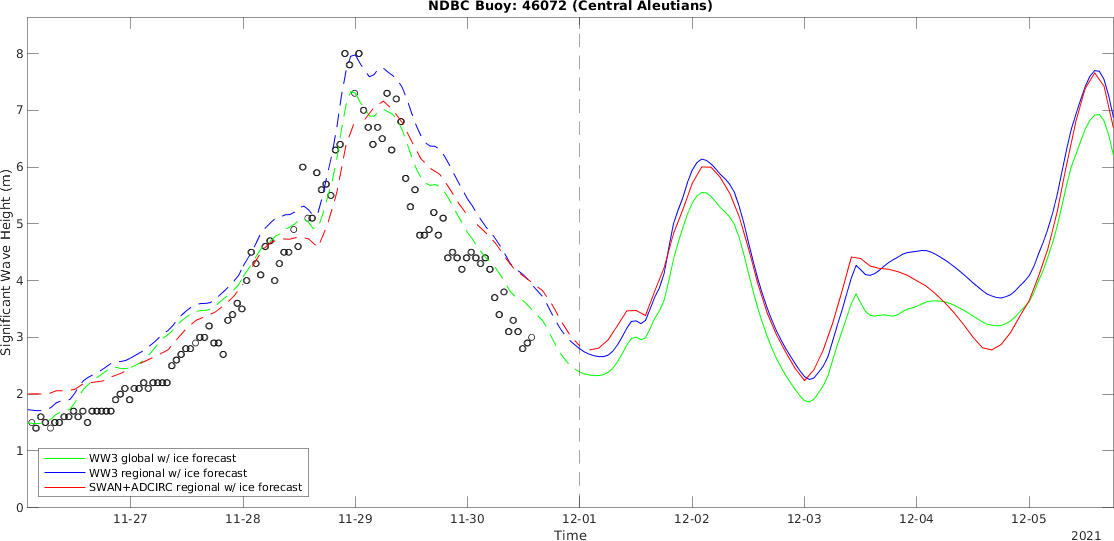 NDBC Buoy: 46072 (Central Aleutians)
Significant Wave Height (m)
8
7
6
5
4
3
2
1
0
WW3 global w/ ice forecast
WW3 regional w/ ice forecast
SWAN+ADCIRC regional w/ ice forecast
11-27 11-28 11-29 11-30 12-01 12-02 12-03 12-04 12-05
Time
2021